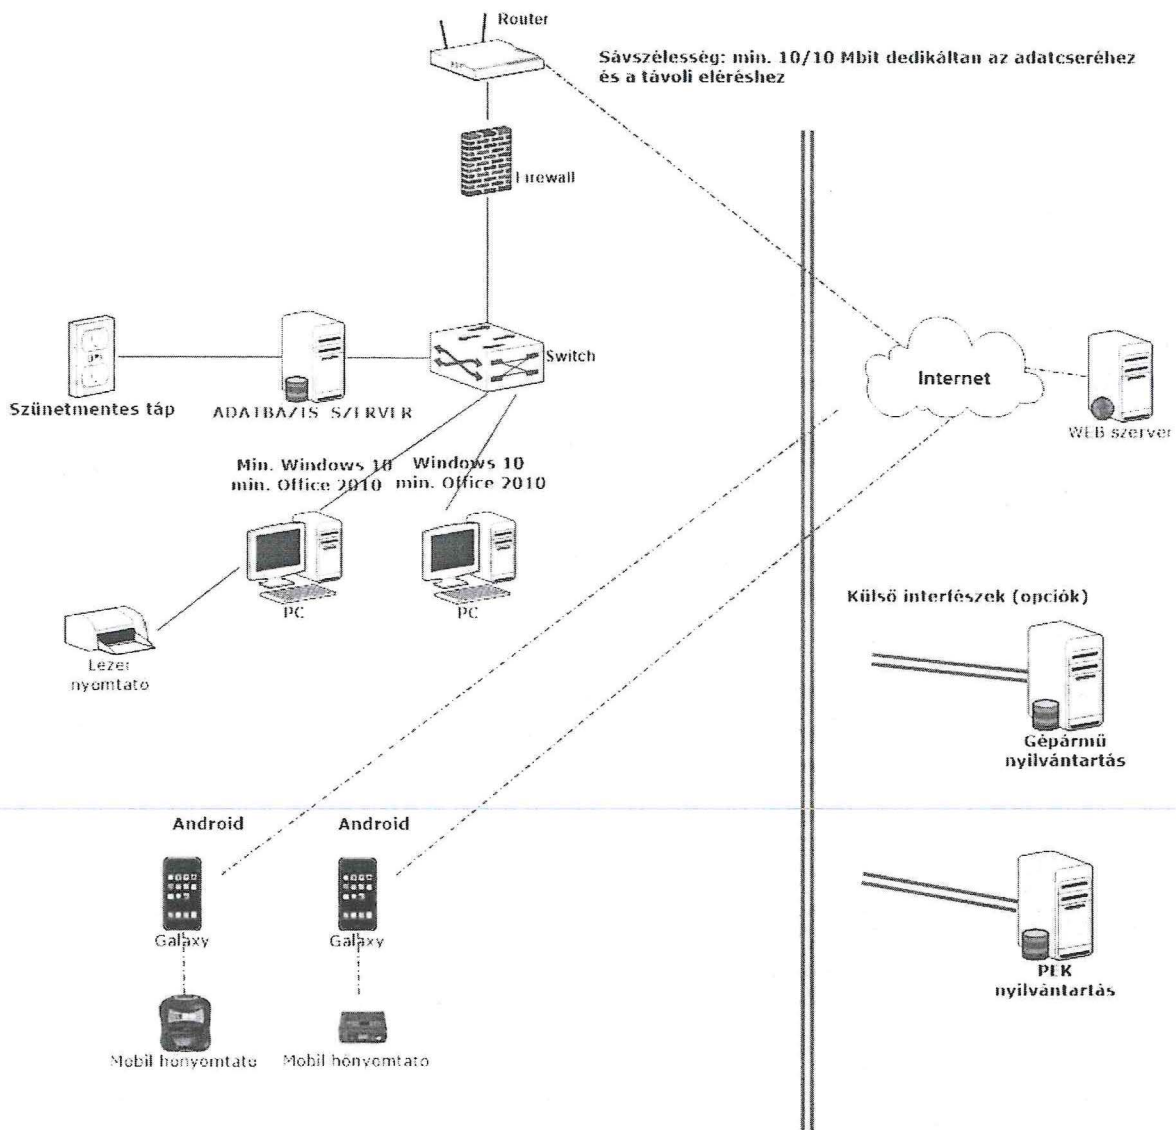 Router
Sávszélesség: min. 10/10 Mbit dedikáltan az adatcseréhez
és a távoli eléréshez
Firewall
Switch
Szünetmentes táp
ADATBÁZIS SZERVER
Internet
WEB szerver
Min. Windows 10
min. Office 2010
Windows 10
min. Office 2010
PC
PC
Lézer
nyomtató
Külső interfészek (opciók)
Gépármű
nyilvántartás
Android
Android
Galaxy
Galaxy
Mobil hőnyomtató
Mobil hőnyomtató
PEK
nyilvántartás